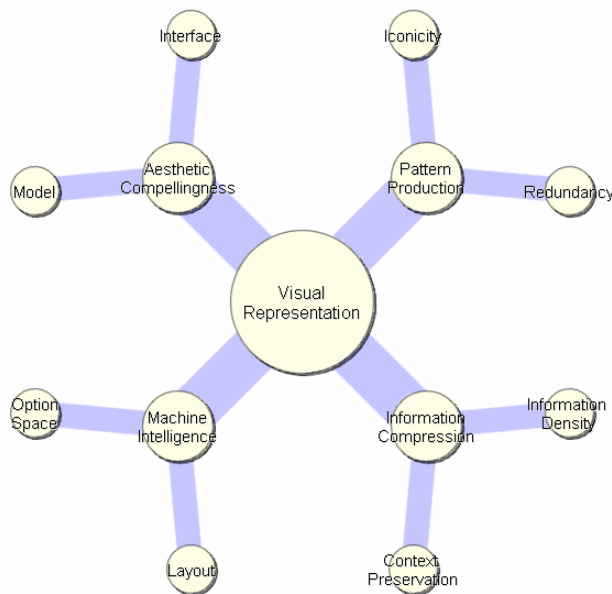 Interface
Iconicity
Aesthetic
Compellingness
Pattern
Production
Model
Redundancy
Visual
Representation
Option
Space
Machine
Intelligence
Information
Compression
Information
Density
Layout
Context
Preservation